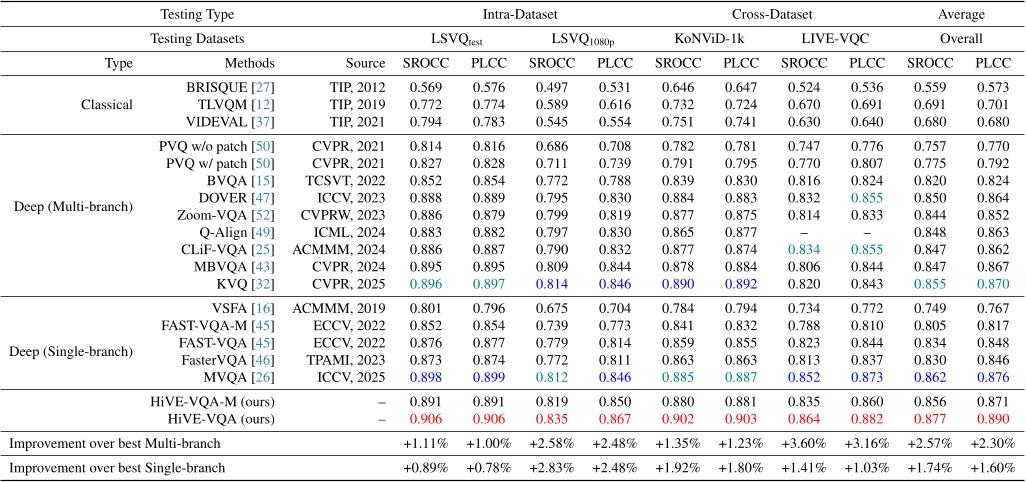 Testing Type Intra-Dataset Cross-Dataset Average
Testing Datasets LSVQtest LSVQ1080p KoNViD-1k LIVE-VQC Overall
Type Methods Source SROCC PLCC SROCC PLCC SROCC PLCC SROCC PLCC SROCC PLCC
BRISQUE [27] TIP, 2012 0.569 0.576 0.497 0.531 0.646 0.647 0.524 0.536 0.559 0.573
Classical TLVQM [12] TIP, 2019 0.772 0.774 0.589 0.616 0.732 0.724 0.670 0.691 0.691 0.701
VIDEVAL [37] TIP, 2021 0.794 0.783 0.545 0.554 0.751 0.741 0.630 0.640 0.680 0.680
PVQ w/o patch [50] CVPR, 2021 0.814 0.816 0.686 0.708 0.782 0.781 0.747 0.776 0.757 0.770
PVQ w/ patch [50] CVPR, 2021 0.827 0.828 0.711 0.739 0.791 0.795 0.770 0.807 0.775 0.792
BVQA [15] TCSVT, 2022 0.852 0.854 0.772 0.788 0.839 0.830 0.816 0.824 0.820 0.824
DOVER [47] ICCV, 2023 0.888 0.889 0.795 0.830 0.884 0.883 0.832 0.855 0.850 0.864
Deep (Multi-branch)
Zoom-VQA [52] CVPRW, 2023 0.886 0.879 0.799 0.819 0.877 0.875 0.814 0.833 0.844 0.852
Q-Align [49] ICML, 2024 0.883 0.882 0.797 0.830 0.865 0.877 – – 0.848 0.863
CLiF-VQA [25] ACMMM, 2024 0.886 0.887 0.790 0.832 0.877 0.874 0.834 0.855 0.847 0.862
MBVQA [43] CVPR, 2024 0.895 0.895 0.809 0.844 0.878 0.884 0.806 0.844 0.847 0.867
KVQ [32] CVPR, 2025 0.896 0.897 0.814 0.846 0.890 0.892 0.820 0.843 0.855 0.870
VSFA [16] ACMMM, 2019 0.801 0.796 0.675 0.704 0.784 0.794 0.734 0.772 0.749 0.767
FAST-VQA-M [45] ECCV, 2022 0.852 0.854 0.739 0.773 0.841 0.832 0.788 0.810 0.805 0.817
Deep (Single-branch)
FAST-VQA [45] ECCV, 2022 0.876 0.877 0.779 0.814 0.859 0.855 0.823 0.844 0.834 0.848
FasterVQA [46] TPAMI, 2023 0.873 0.874 0.772 0.811 0.863 0.863 0.813 0.837 0.830 0.846
MVQA [26] ICCV, 2025 0.898 0.899 0.812 0.846 0.885 0.887 0.852 0.873 0.862 0.876
HiVE-VQA-M (ours) – 0.891 0.891 0.819 0.850 0.880 0.881 0.835 0.860 0.856 0.871
HiVE-VQA (ours) – 0.906 0.906 0.835 0.867 0.902 0.903 0.864 0.882 0.877 0.890
Improvement over best Multi-branch +1.11% +1.00% +2.58% +2.48% +1.35% +1.23% +3.60% +3.16% +2.57% +2.30%
Improvement over best Single-branch +0.89% +0.78% +2.83% +2.48% +1.92% +1.80% +1.41% +1.03% +1.74% +1.60%